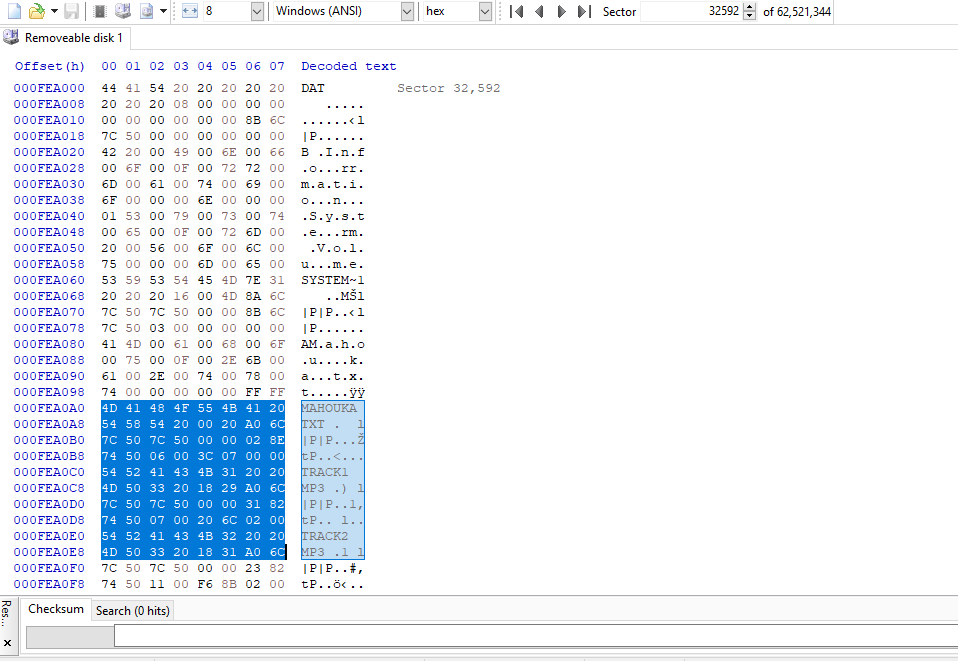 8 Windows (ANSI) hex Sector 32592 of 62,521,344
Removeable disk 1
Offset(h) 00 01 02 03 04 05 06 07 Decoded text
000FEA000 44 41 54 20 20 20 20 20 DAT Sector 32,592
000FEA008 20 20 20 08 00 00 00 00 .....
000FEA010 00 00 00 00 00 00 8B 6C ......‹l
000FEA018 7C 50 00 00 00 00 00 00 |P......
000FEA020 42 20 00 49 00 6E 00 66 B .I.n.f
000FEA028 00 6F 00 0F 00 72 72 00 .o...rr.
000FEA030 6D 00 61 00 74 00 69 00 m.a.t.i.
000FEA038 6F 00 00 00 6E 00 00 00 o...n...
000FEA040 01 53 00 79 00 73 00 74 .S.y.s.t
000FEA048 00 65 00 0F 00 72 6D 00 .e...rm.
000FEA050 20 00 56 00 6F 00 6C 00 .V.o.l.
000FEA058 75 00 00 00 6D 00 65 00 u...m.e.
000FEA060 53 59 53 54 45 4D 7E 31 SYSTEM~1
000FEA068 20 20 20 16 00 4D 8A 6C ..MŠl
000FEA070 7C 50 7C 50 00 00 8B 6C |P|P..‹l
000FEA078 7C 50 03 00 00 00 00 00 |P......
000FEA080 41 4D 00 61 00 68 00 6F AM.a.h.o
000FEA088 00 75 00 0F 00 2E 6B 00 .u....k.
000FEA090 61 00 2E 00 74 00 78 00 a...t.x.
000FEA098 74 00 00 00 00 00 FF FF t.....ÿÿ
000FEA0A0 4D 41 48 4F 55 4B 41 20 MAHOUKA
000FEA0A8 54 58 54 20 00 20 A0 6C TXT . l
000FEA0B0 7C 50 7C 50 00 00 02 8E |P|P...Ž
000FEA0B8 74 50 06 00 3C 07 00 00 tP..<...
000FEA0C0 54 52 41 43 4B 31 20 20 TRACK1
000FEA0C8 4D 50 33 20 18 29 A0 6C MP3 .) l
000FEA0D0 7C 50 7C 50 00 00 31 82 |P|P..1‚
000FEA0D8 74 50 07 00 20 6C 02 00 tP.. l..
000FEA0E0 54 52 41 43 4B 32 20 20 TRACK2
000FEA0E8 4D 50 33 20 18 31 A0 6C MP3 .1 l
000FEA0F0 7C 50 7C 50 00 00 23 82 |P|P..#‚
000FEA0F8 74 50 11 00 F6 8B 02 00 tP..ö‹..
Res...
Checksum Search (0 hits)